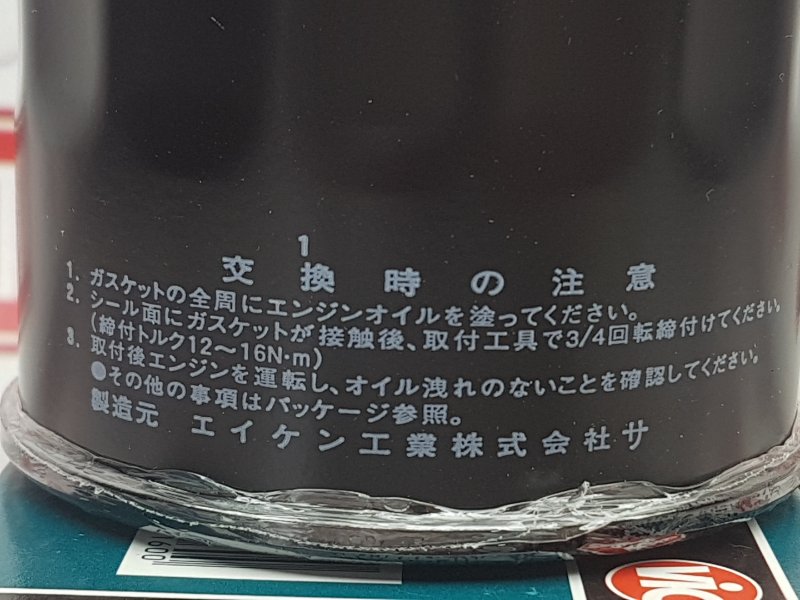 1
交換時の注意
1. ガスケットの全周にエンジンオイルを塗ってください。
2. シール面にガスケットが接触後、取付工具で3/4回転締付けてください。
(締付トルク12～16N·m)
3. 取付後エンジンを運転し、オイル洩れのないことを確認してください。
●その他の事項はパッケージ参照。
製造元 エイケン工業株式会社サ
VIC